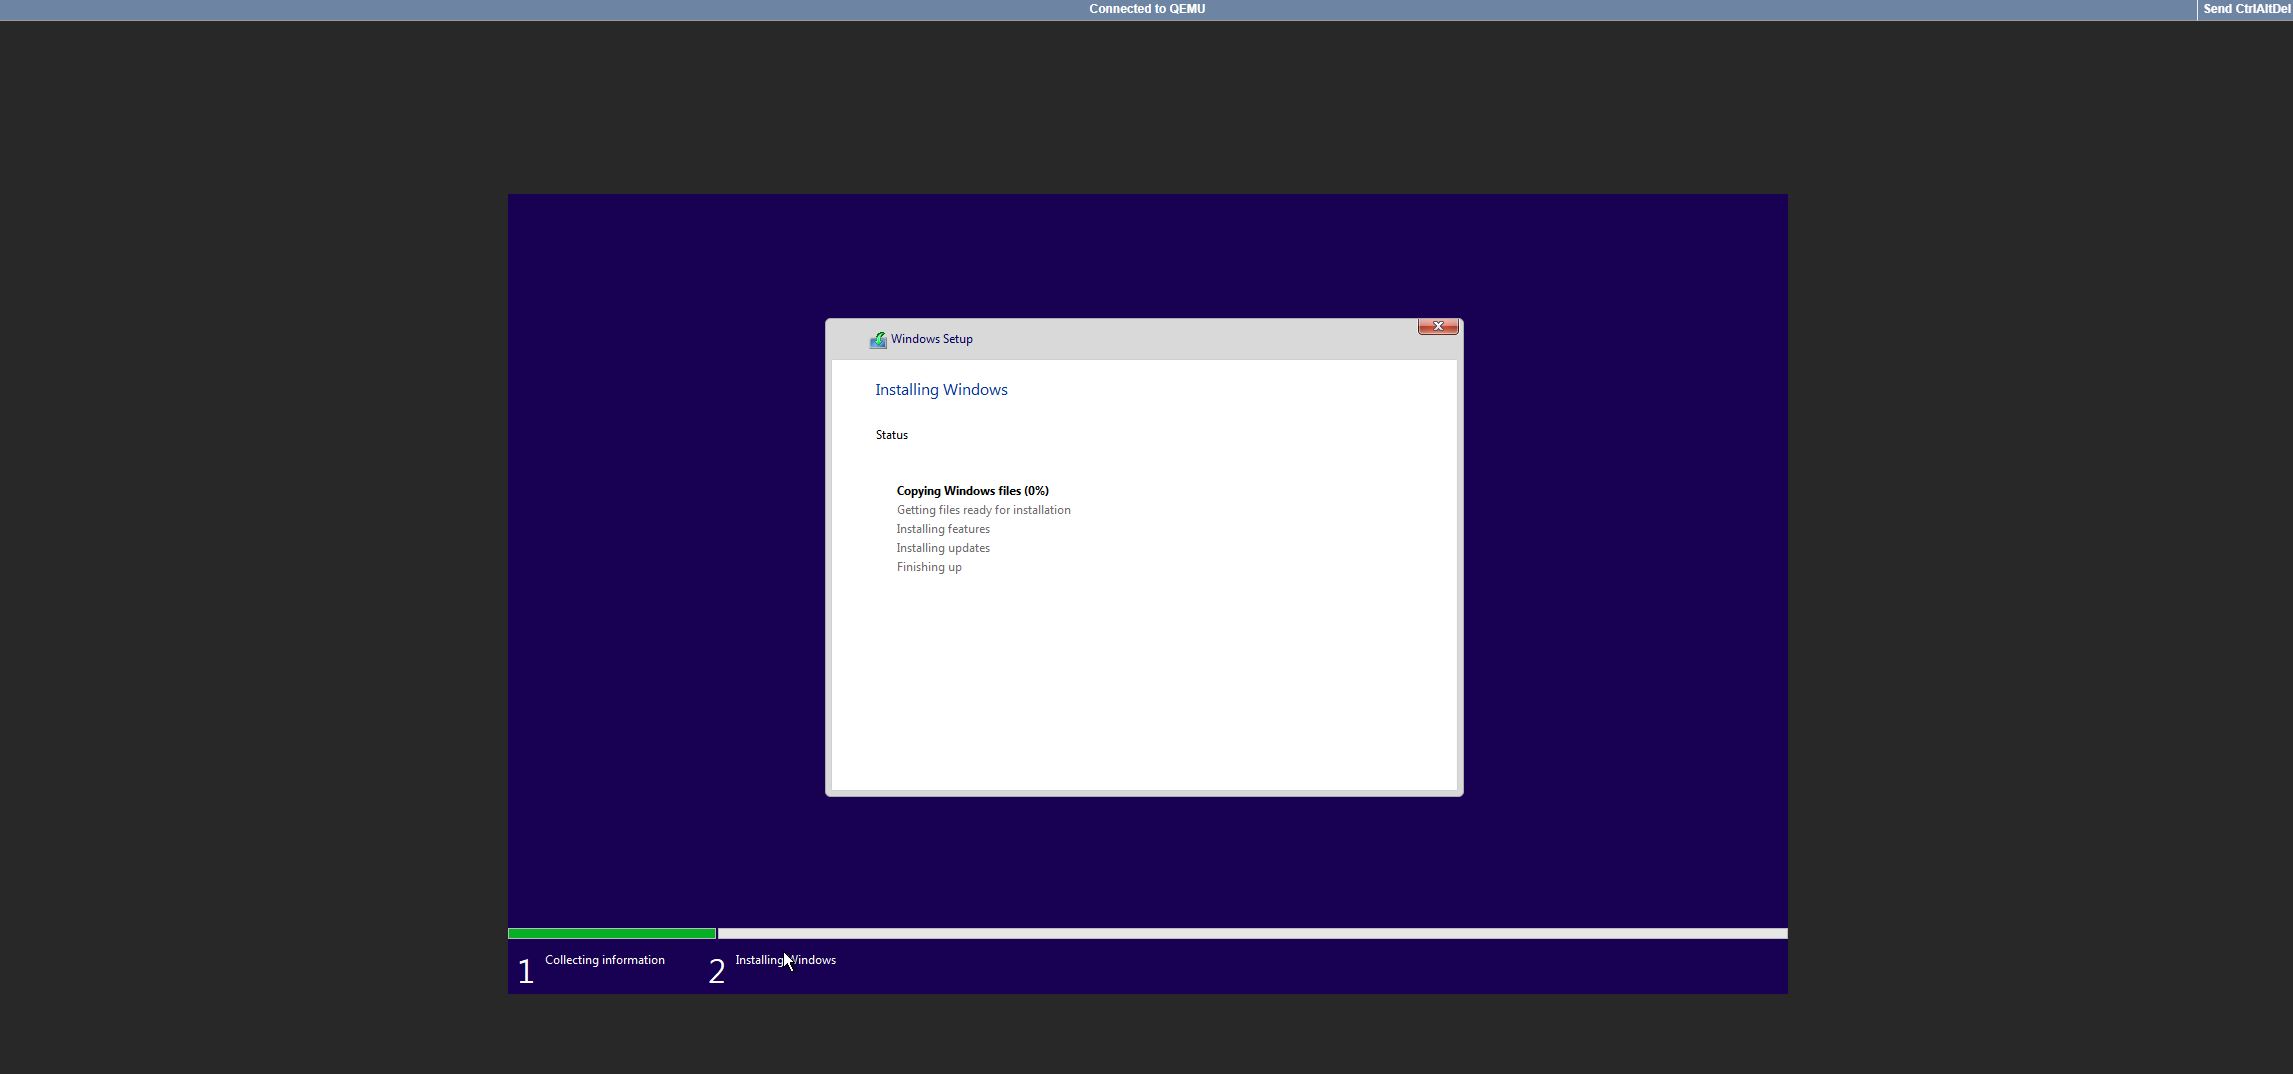 Connected to QEMU
Send CtrlAltDel
Windows Setup
Installing Windows
Status
Copying Windows files (0%)
Getting files ready for installation
Installing features
Installing updates
Finishing up
1 Collecting information 2 Installing Windows